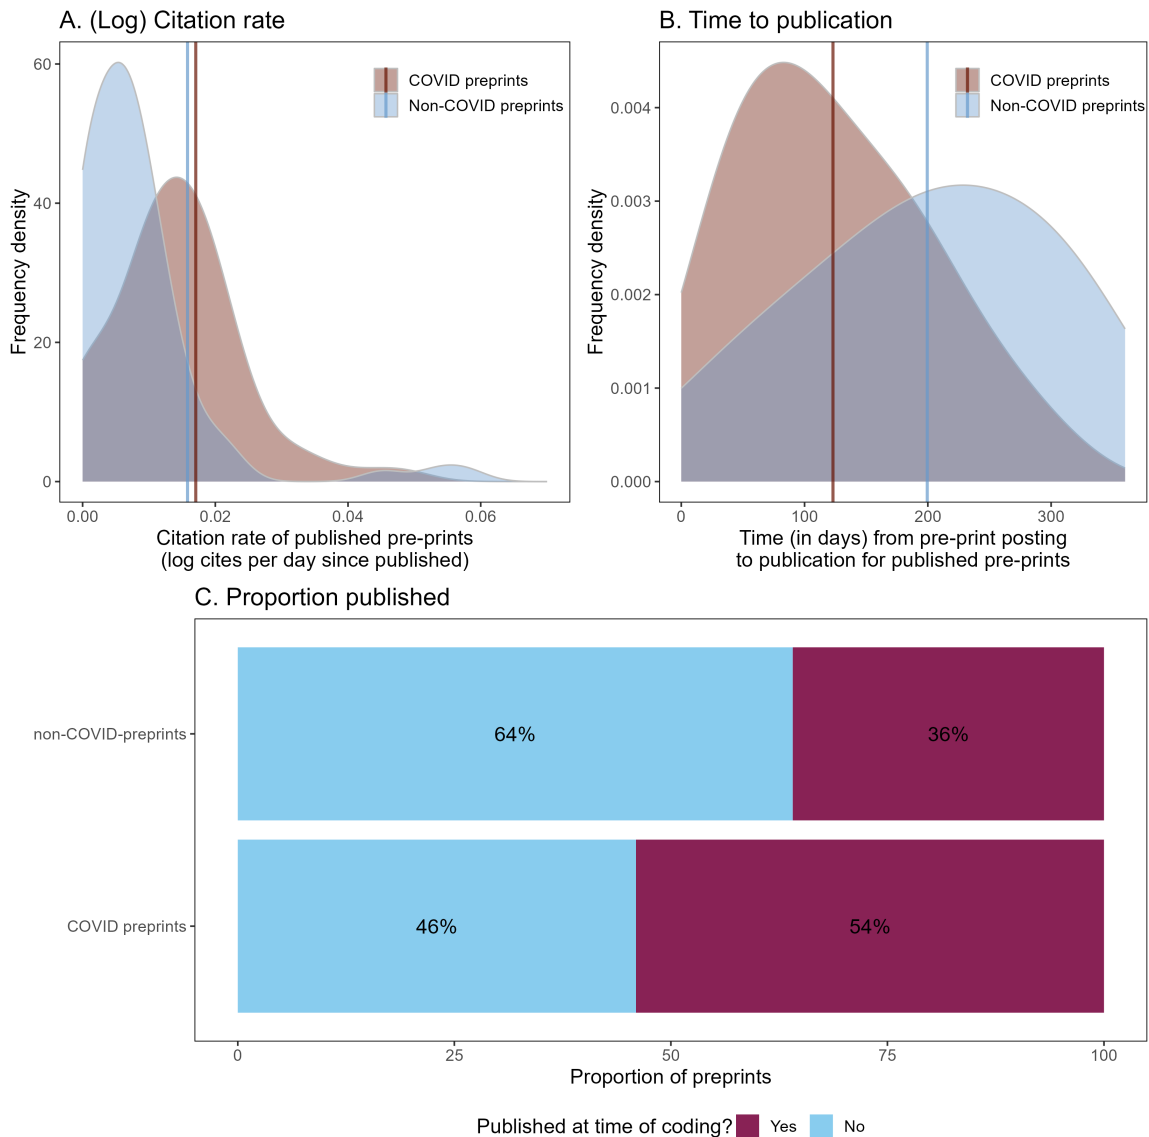 A. (Log) Citation rate
60
40
20
0
Frequency density
COVID preprints
Non-COVID preprints
0.00
0.02
0.04
0.06
Citation rate of published pre-prints
(log cites per day since published)
B. Time to publication
0.004
0.003
0.002
0.001
0.000
Frequency density
COVID preprints
Non-COVID preprints
0
100
200
300
Time (in days) from pre-print posting
to publication for published pre-prints
C. Proportion published
non-COVID-preprints
64%
36%
COVID preprints
46%
54%
0
25
50
75
100
Proportion of preprints
Published at time of coding? Yes No